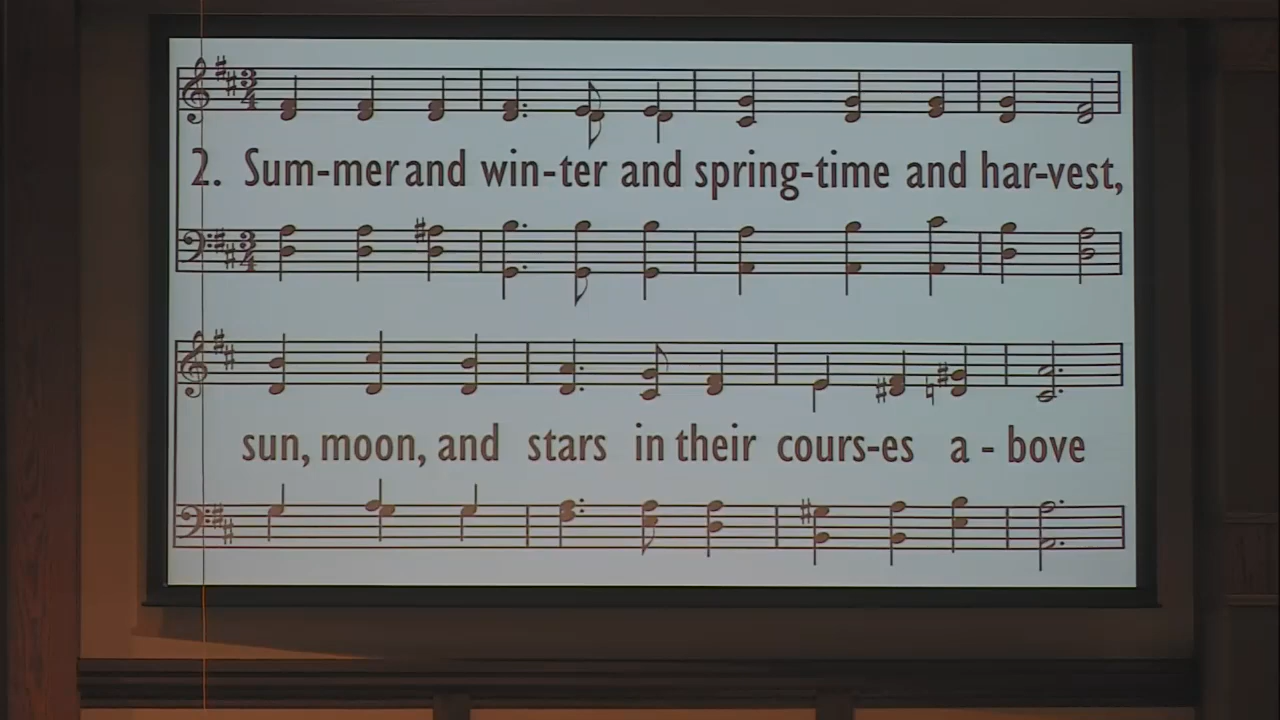 2. Sum-mer and win-ter and spring-time and har-vest,
sun, moon, and stars in their cours-es a - bove